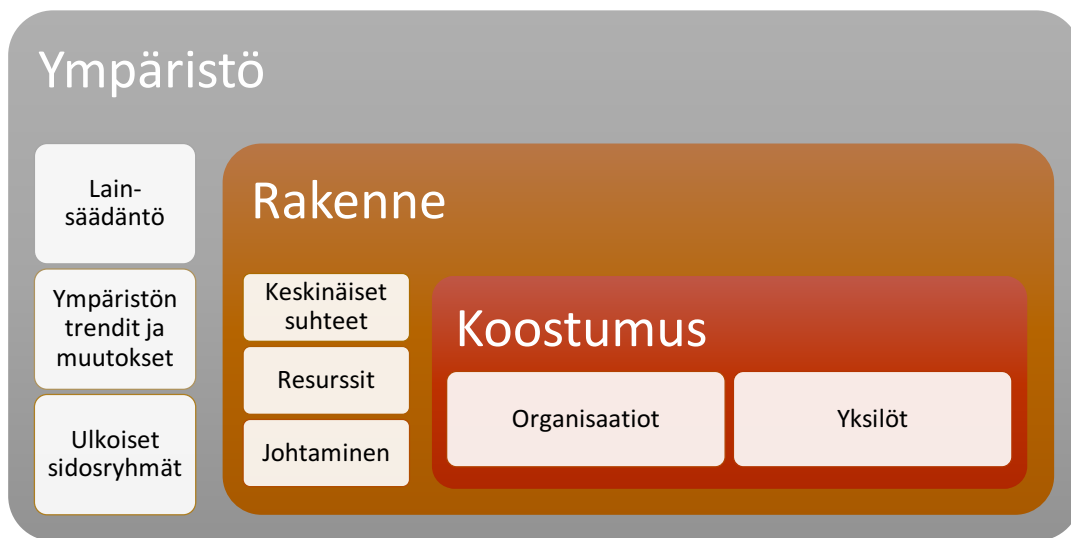 Ympäristö
Lain-
säädäntö
Ympäristön
trendit ja
muutokset
Ulkoiset
sidosryhmät
Rakenne
Keskinäiset
suhteet
Resurssit
Johtaminen
Koostumus
Organisaatiot
Yksilöt